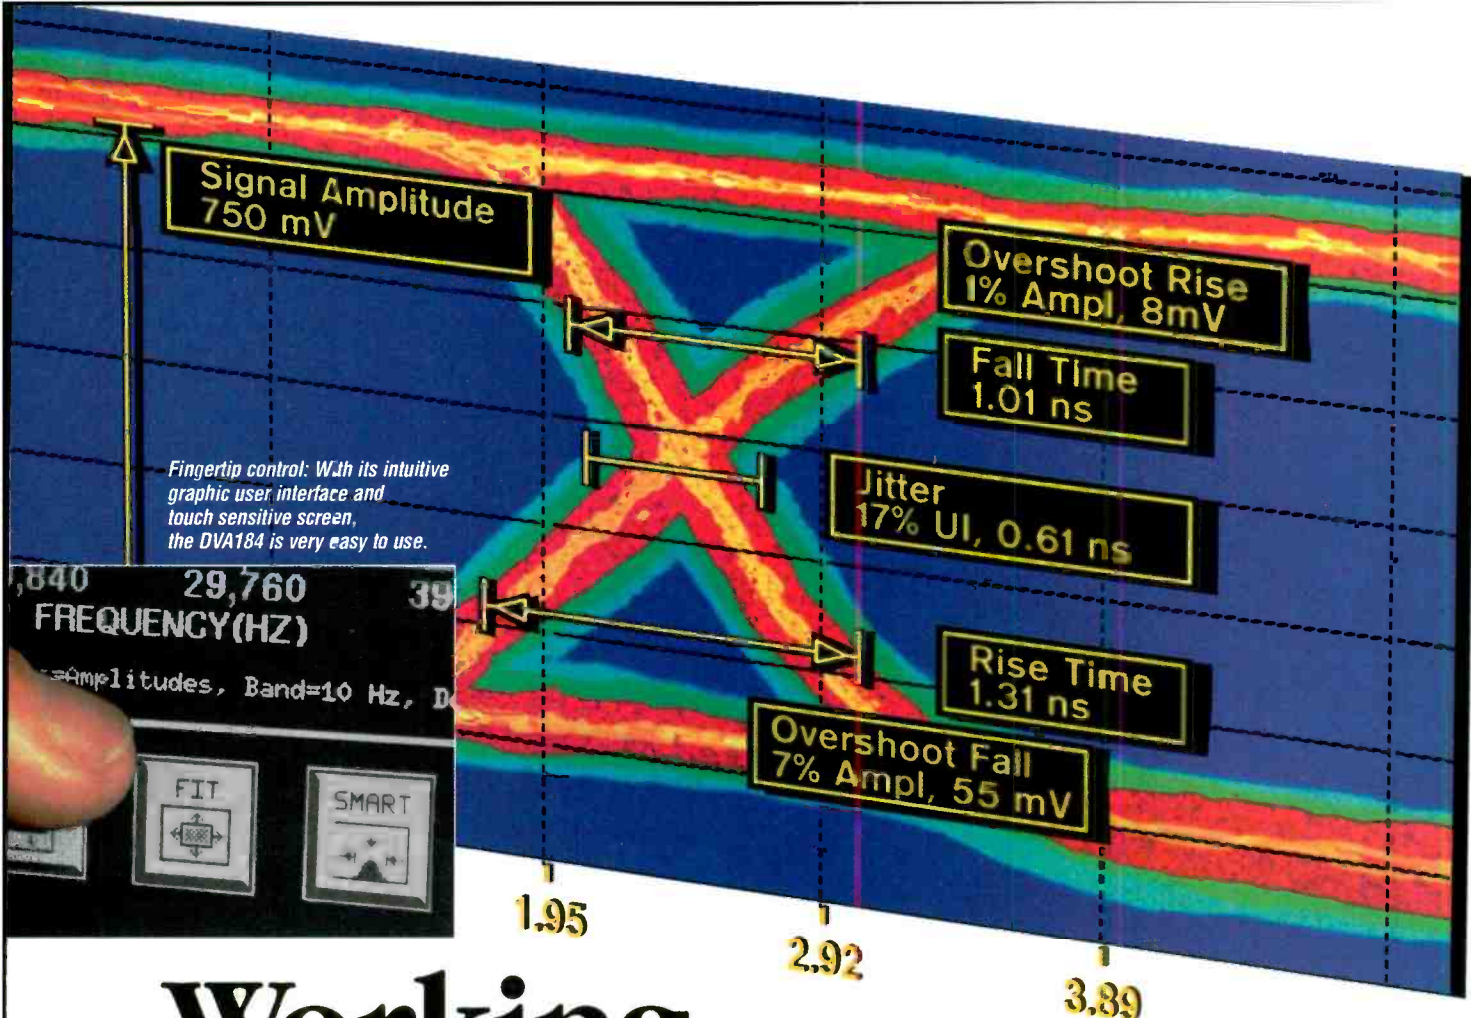 Signal Amplitude
750 mV
Overshoot Rise
1% Ampl, 8mV
Fall Time
1.01 ns
Jitter
17% UI, 0.61 ns
Fingertip control: With its intuitive
graphic user interface and
touch sensitive screen,
the DVA184 is very easy to use.
,840 29,760 39
FREQUENCY(HZ)
=Amplitudes, Band=10 Hz,
Rise Time
1.31 ns
Overshoot Fall
7% Ampl, 55 mV
FIT
SMART
1.95
2.92
3.89
Working